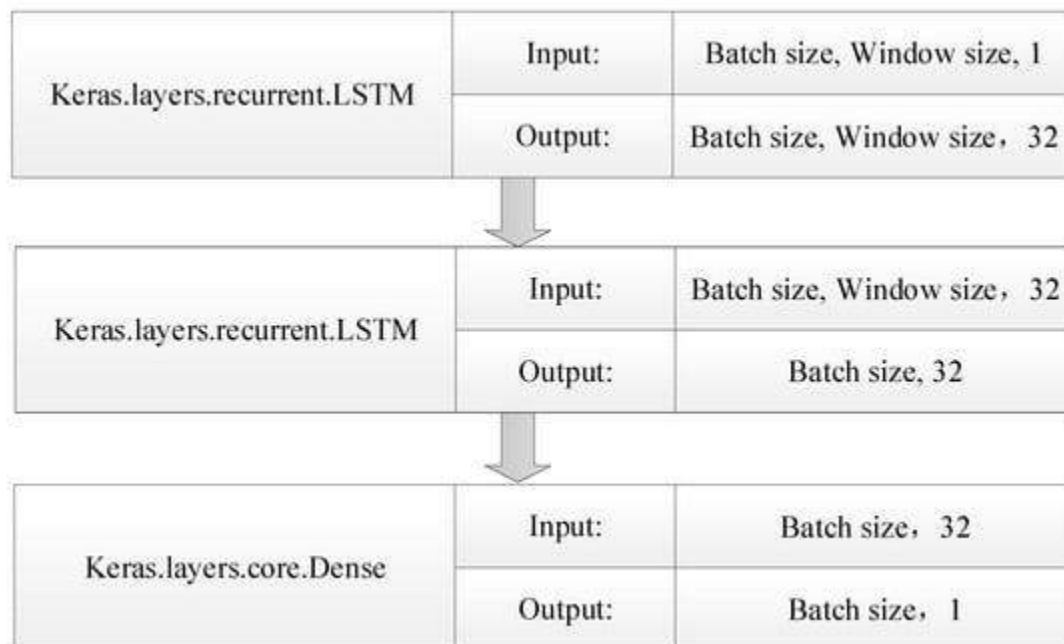 Keras.layers.recurrent.LSTM
Input:
Batch size, Window size, 1
Output:
Batch size, Window size，32
Keras.layers.recurrent.LSTM
Input:
Batch size, Window size，32
Output:
Batch size, 32
Keras.layers.core.Dense
Input:
Batch size，32
Output:
Batch size，1